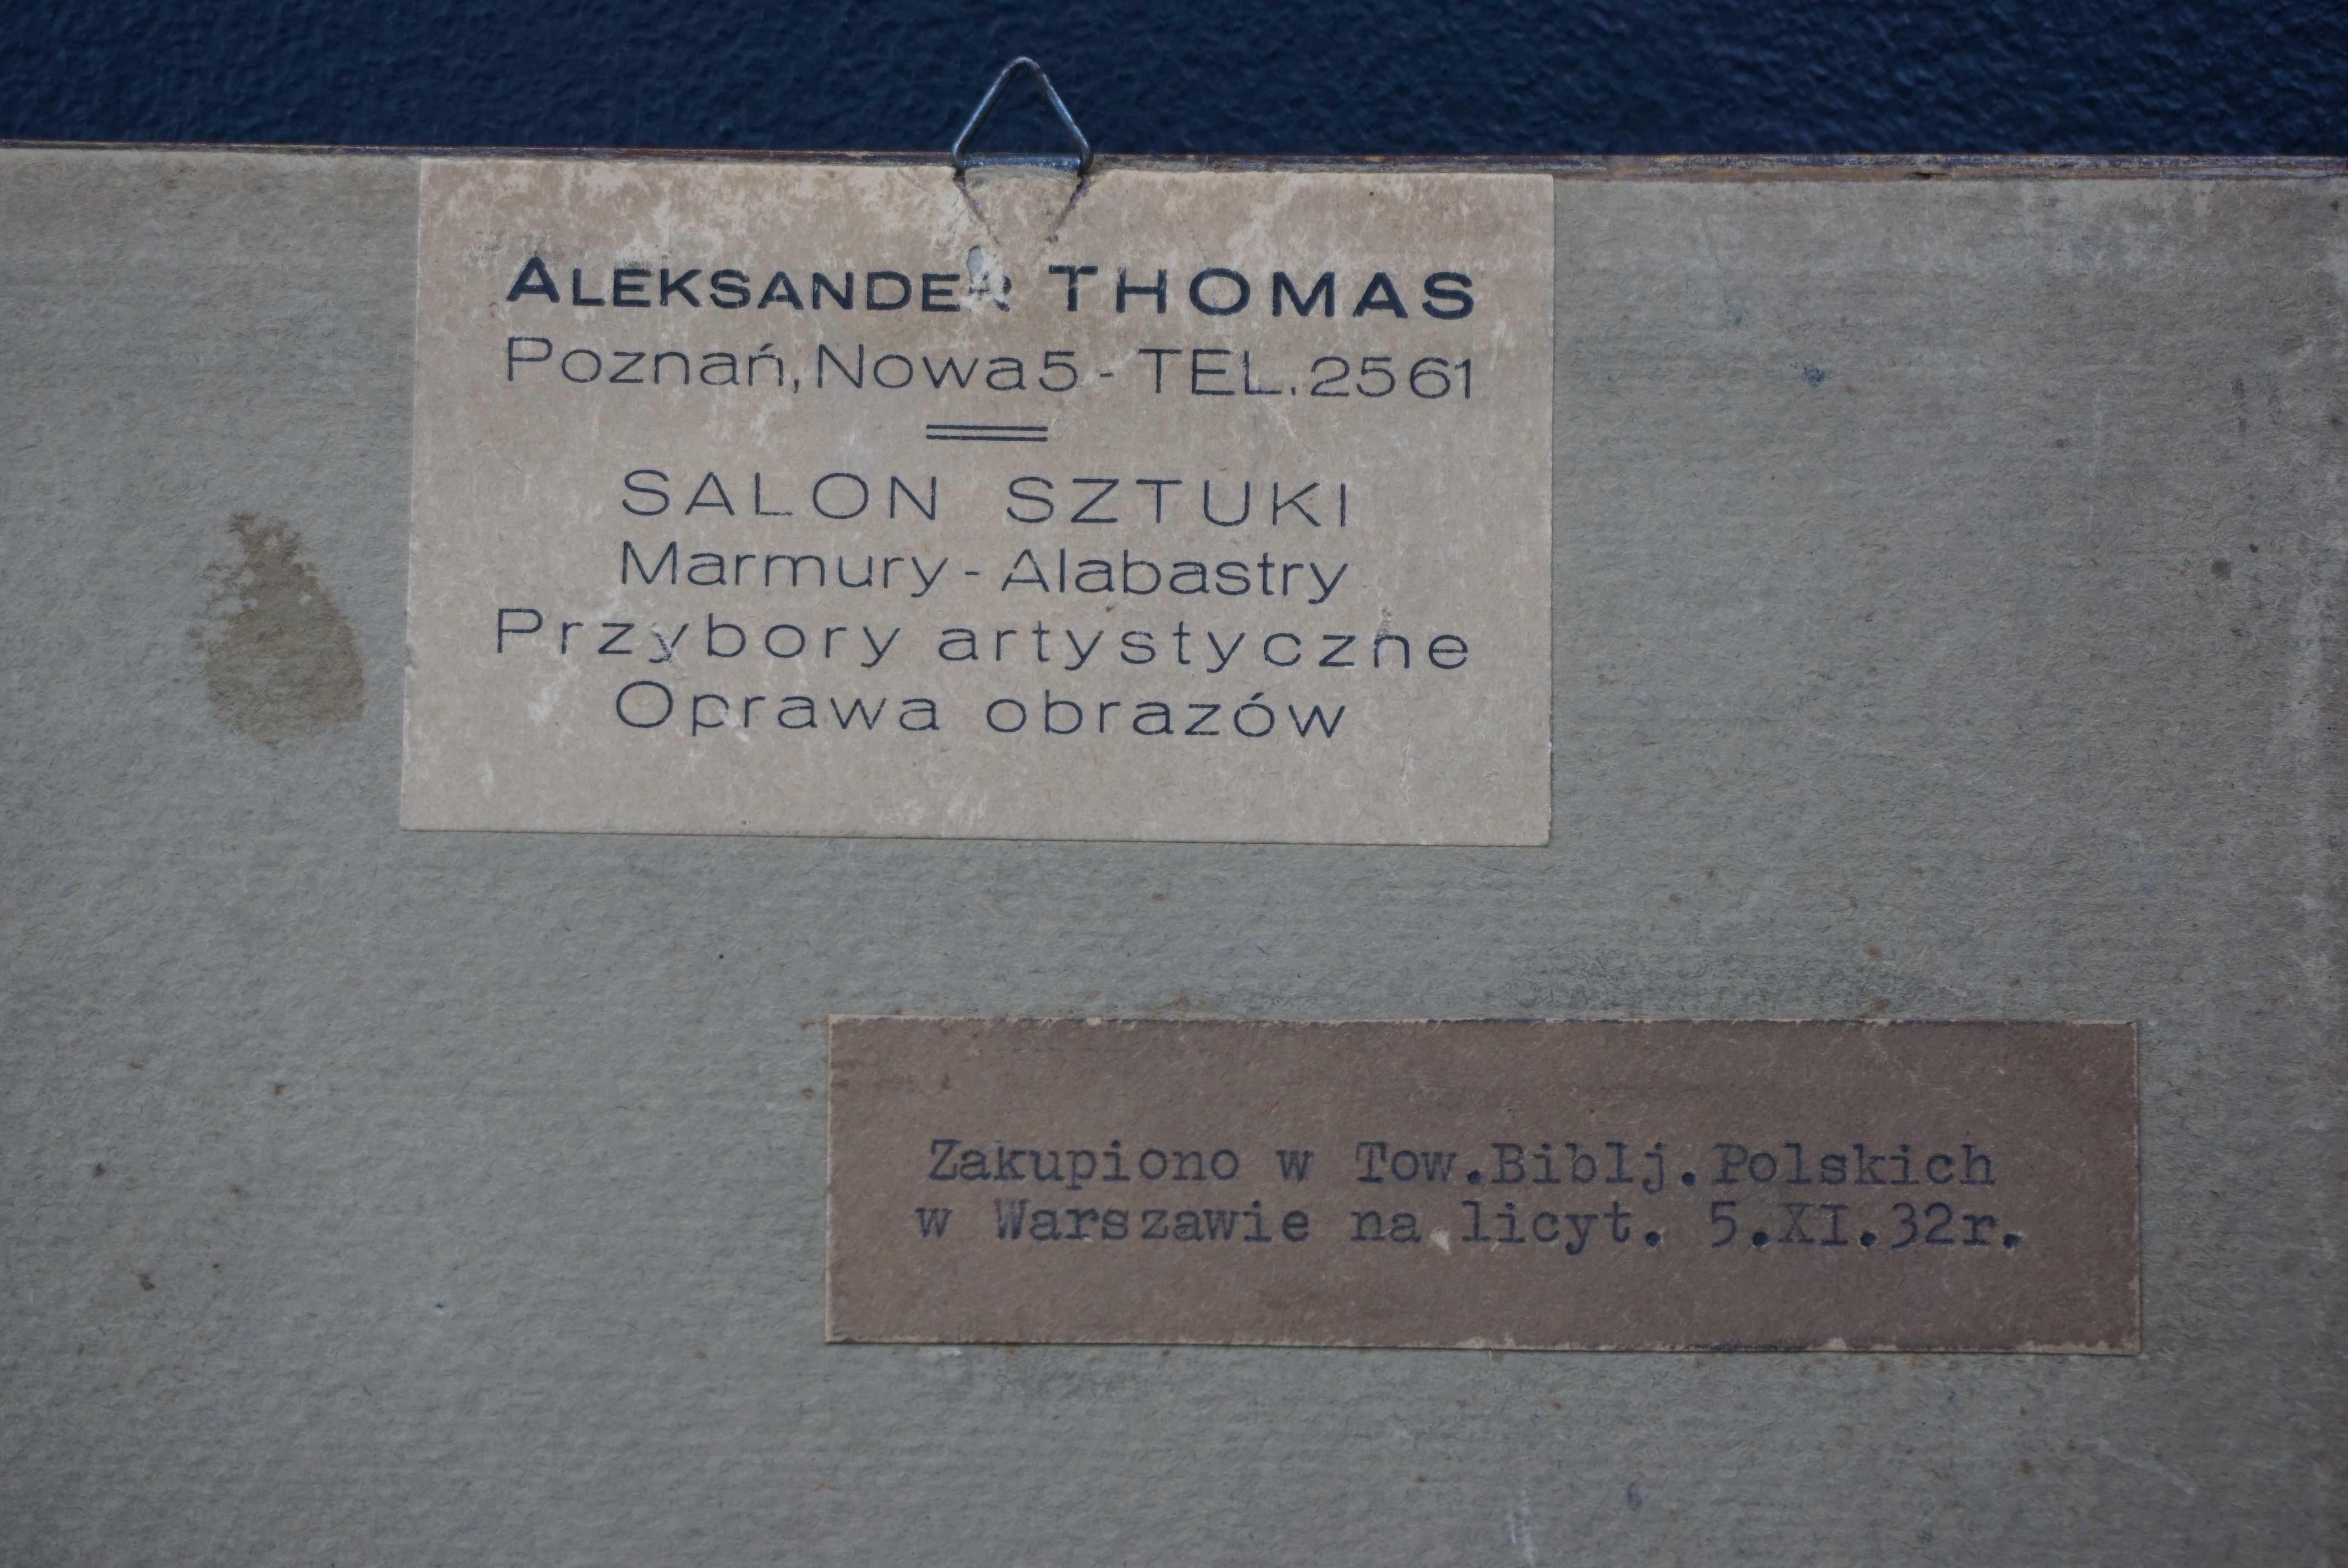 ALEKSANDER THOMAS
Poznań, Nowa 5 - TEL. 2561
SALON SZTUKI
Marmury - Alabastry
Przybory artystyczne
Oprawa obrazów
Zakupiono w Tow.Biblj.Polskich
w Warszawie na licyt. 5.XI.32r.